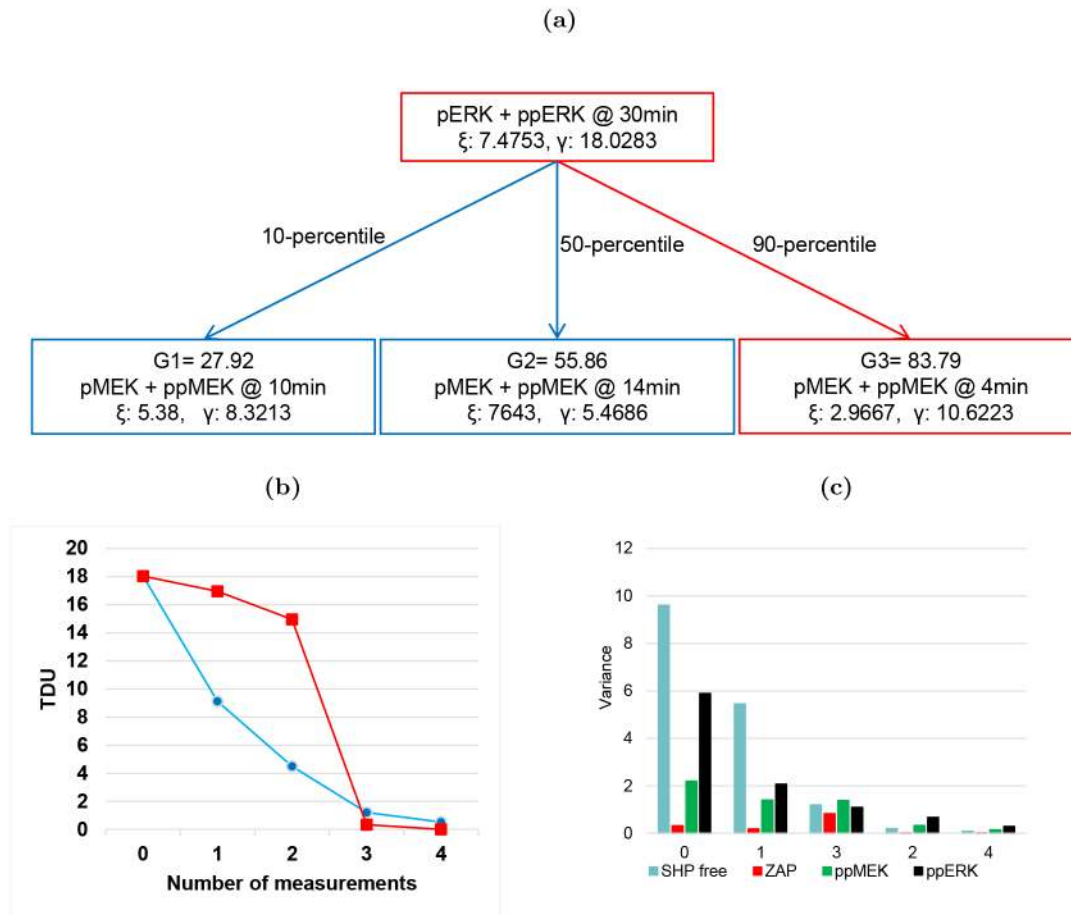 (a)
pERK + ppERK @ 30min
ξ: 7.4753, γ: 18.0283
10-percentile
50-percentile
90-percentile
G1= 27.92
pMEK + ppMEK @ 10min
ξ: 5.38, γ: 8.3213
G2= 55.86
pMEK + ppMEK @ 14min
ξ: 7643, γ: 5.4686
G3= 83.79
pMEK + ppMEK @ 4min
ξ: 2.9667, γ: 10.6223
(b)
20
18
16
14
12
10
8
6
4
2
0
TDU
0 1 2 3 4
Number of measurements
(c)
12
10
8
6
4
2
0
Variance
0 1 3 2 4
SHP free ZAP ppMEK ppERK